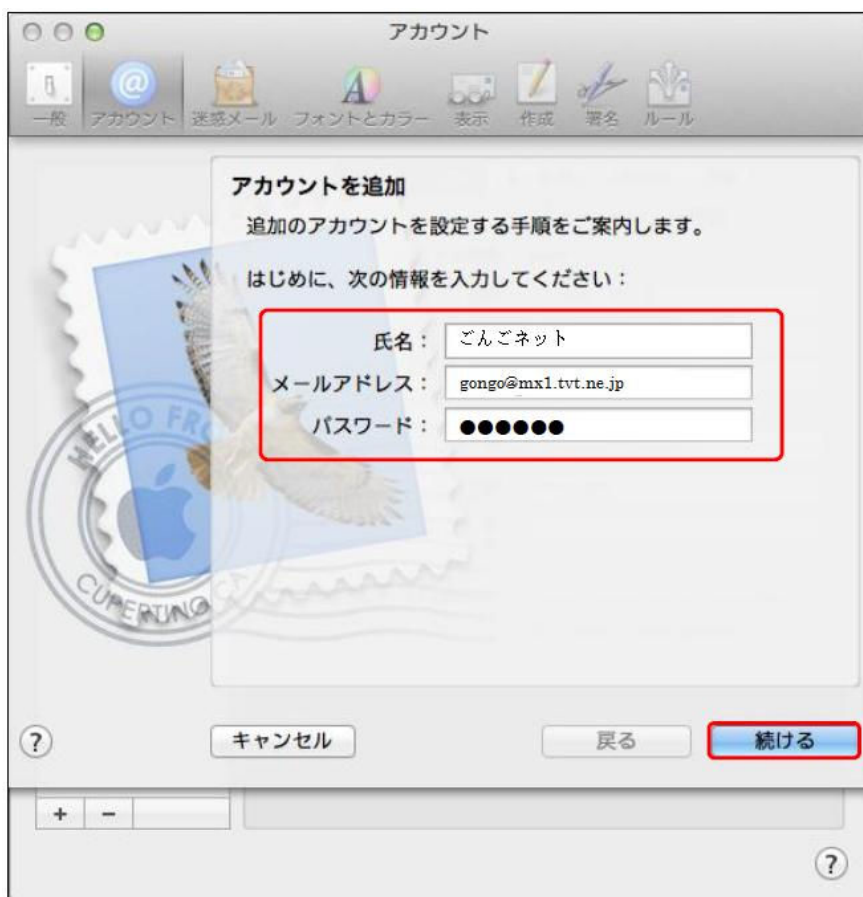 アカウント
一般 アカウント 迷惑メール フォントとカラー 表示 作成 署名 ルール
アカウントを追加
追加のアカウントを設定する手順をご案内します。
はじめに、次の情報を入力してください：
氏名： ごんごネット
メールアドレス： gongo@mx1.tvt.ne.jp
パスワード： ●●●●●●
HELLO FRO
CUPERTINO CA
? キャンセル 戻る 続ける
+ −
?